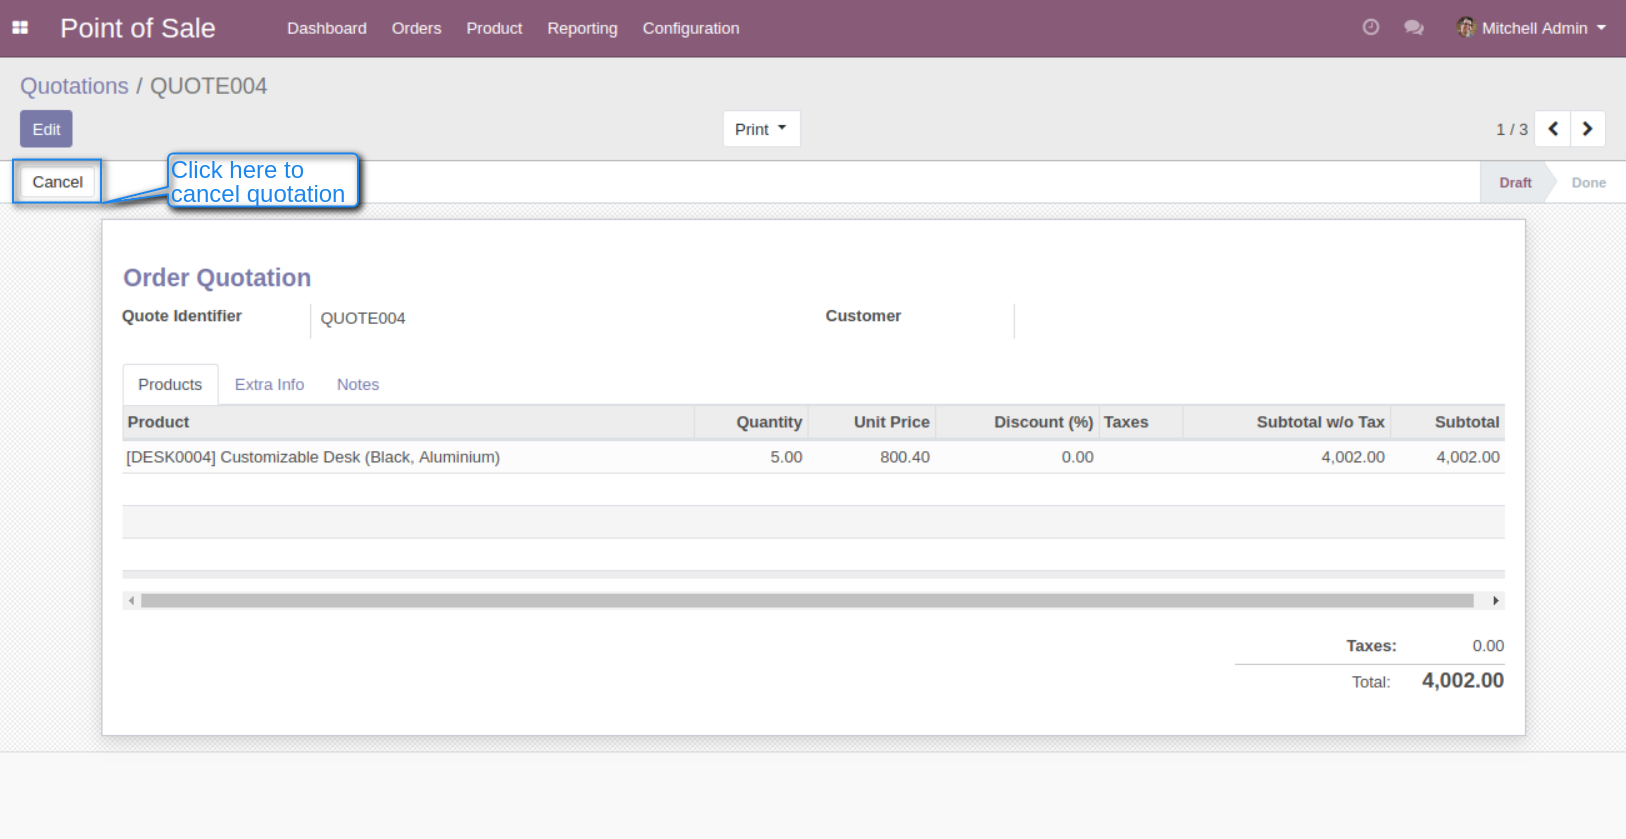 Point of Sale Dashboard Orders Product Reporting Configuration Mitchell Admin
Quotations / QUOTE004
Edit Print 1 / 3
Cancel
Click here to
cancel quotation
Draft Done
Order Quotation
Quote Identifier QUOTE004 Customer
Products Extra Info Notes
Product Quantity Unit Price Discount (%) Taxes Subtotal w/o Tax Subtotal
[DESK0004] Customizable Desk (Black, Aluminium) 5.00 800.40 0.00 4,002.00 4,002.00
Taxes: 0.00
Total: 4,002.00